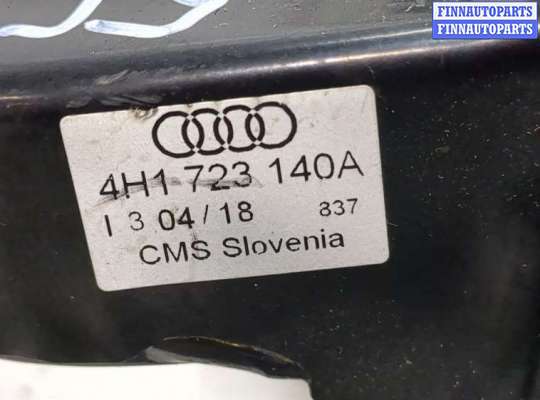 FINNAUTOPARTS
FINNAUTOPARTS
4H1 723 140A
I 3 04/18 837
CMS Slovenia